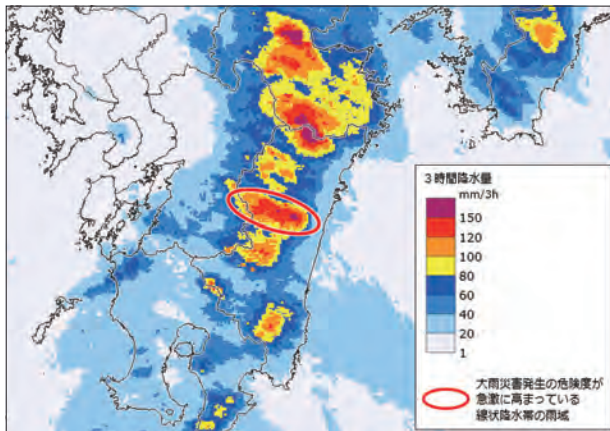 3時間降水量
mm/3h
150
120
100
80
60
40
20
1
大雨災害発生の危険度が
急激に高まっている
線状降水帯の雨域